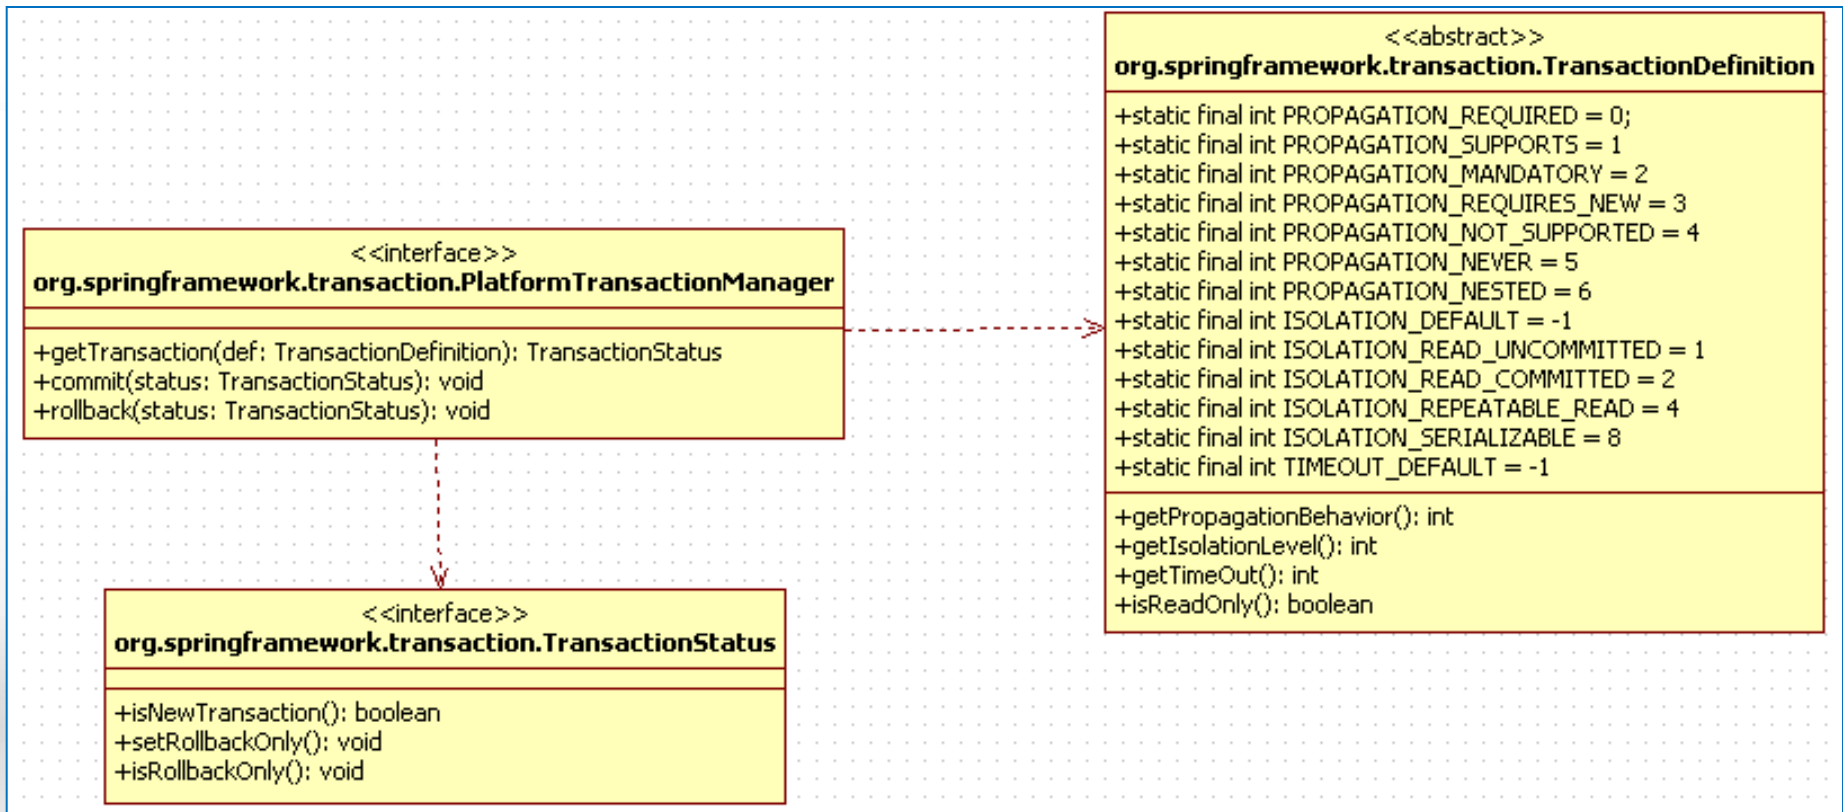 <<interface>>
org.springframework.transaction.PlatformTransactionManager
+getTransaction(def: TransactionDefinition): TransactionStatus
+commit(status: TransactionStatus): void
+rollback(status: TransactionStatus): void
<<interface>>
org.springframework.transaction.TransactionStatus
+isNewTransaction(): boolean
+setRollbackOnly(): void
+isRollbackOnly(): void
<<abstract>>
org.springframework.transaction.TransactionDefinition
+static final int PROPAGATION_REQUIRED = 0;
+static final int PROPAGATION_SUPPORTS = 1
+static final int PROPAGATION_MANDATORY = 2
+static final int PROPAGATION_REQUIRES_NEW = 3
+static final int PROPAGATION_NOT_SUPPORTED = 4
+static final int PROPAGATION_NEVER = 5
+static final int PROPAGATION_NESTED = 6
+static final int ISOLATION_DEFAULT = -1
+static final int ISOLATION_READ_UNCOMMITTED = 1
+static final int ISOLATION_READ_COMMITTED = 2
+static final int ISOLATION_REPEATABLE_READ = 4
+static final int ISOLATION_SERIALIZABLE = 8
+static final int TIMEOUT_DEFAULT = -1
+getPropagationBehavior(): int
+getIsolationLevel(): int
+getTimeOut(): int
+isReadOnly(): boolean